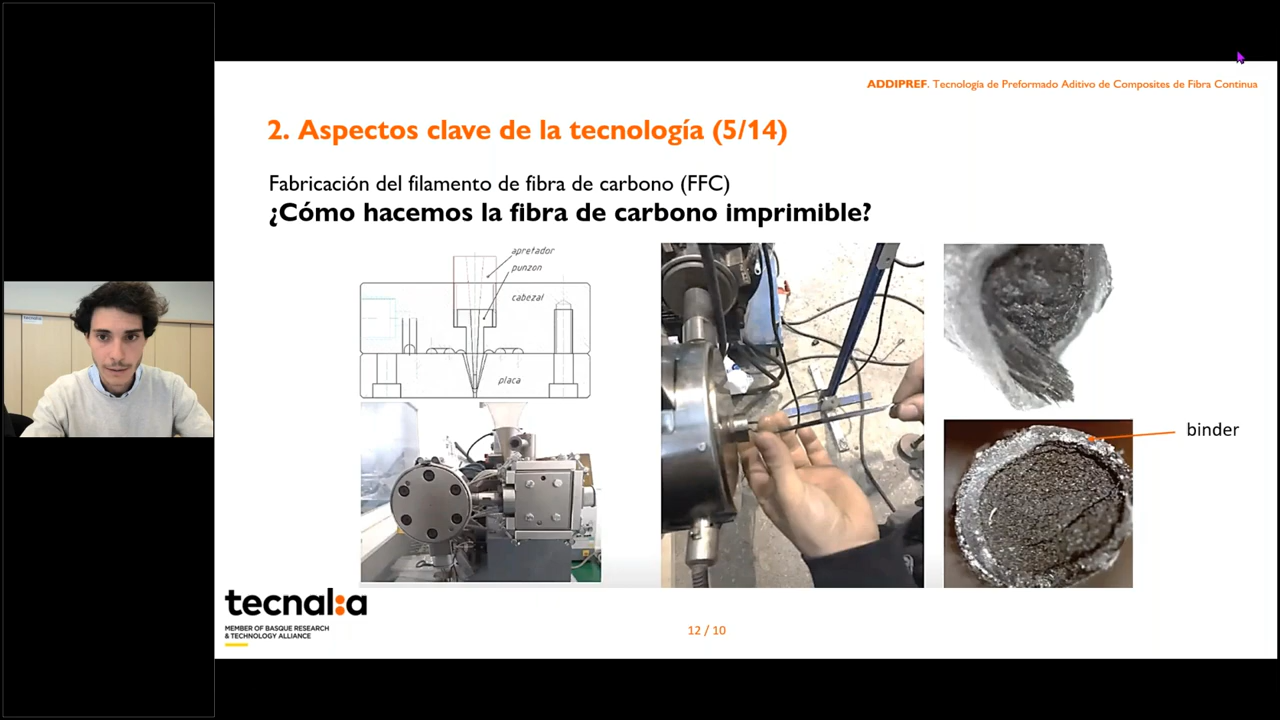 ADDIPREF. Tecnología de Preformado Aditivo de Composites de Fibra Continua
2. Aspectos clave de la tecnología (5/14)
Fabricación del filamento de fibra de carbono (FFC)
¿Cómo hacemos la fibra de carbono imprimible?
apretador
punzon
cabezal
placa
binder
tecnal:a
MEMBER OF BASQUE RESEARCH
& TECHNOLOGY ALLIANCE
12 / 10